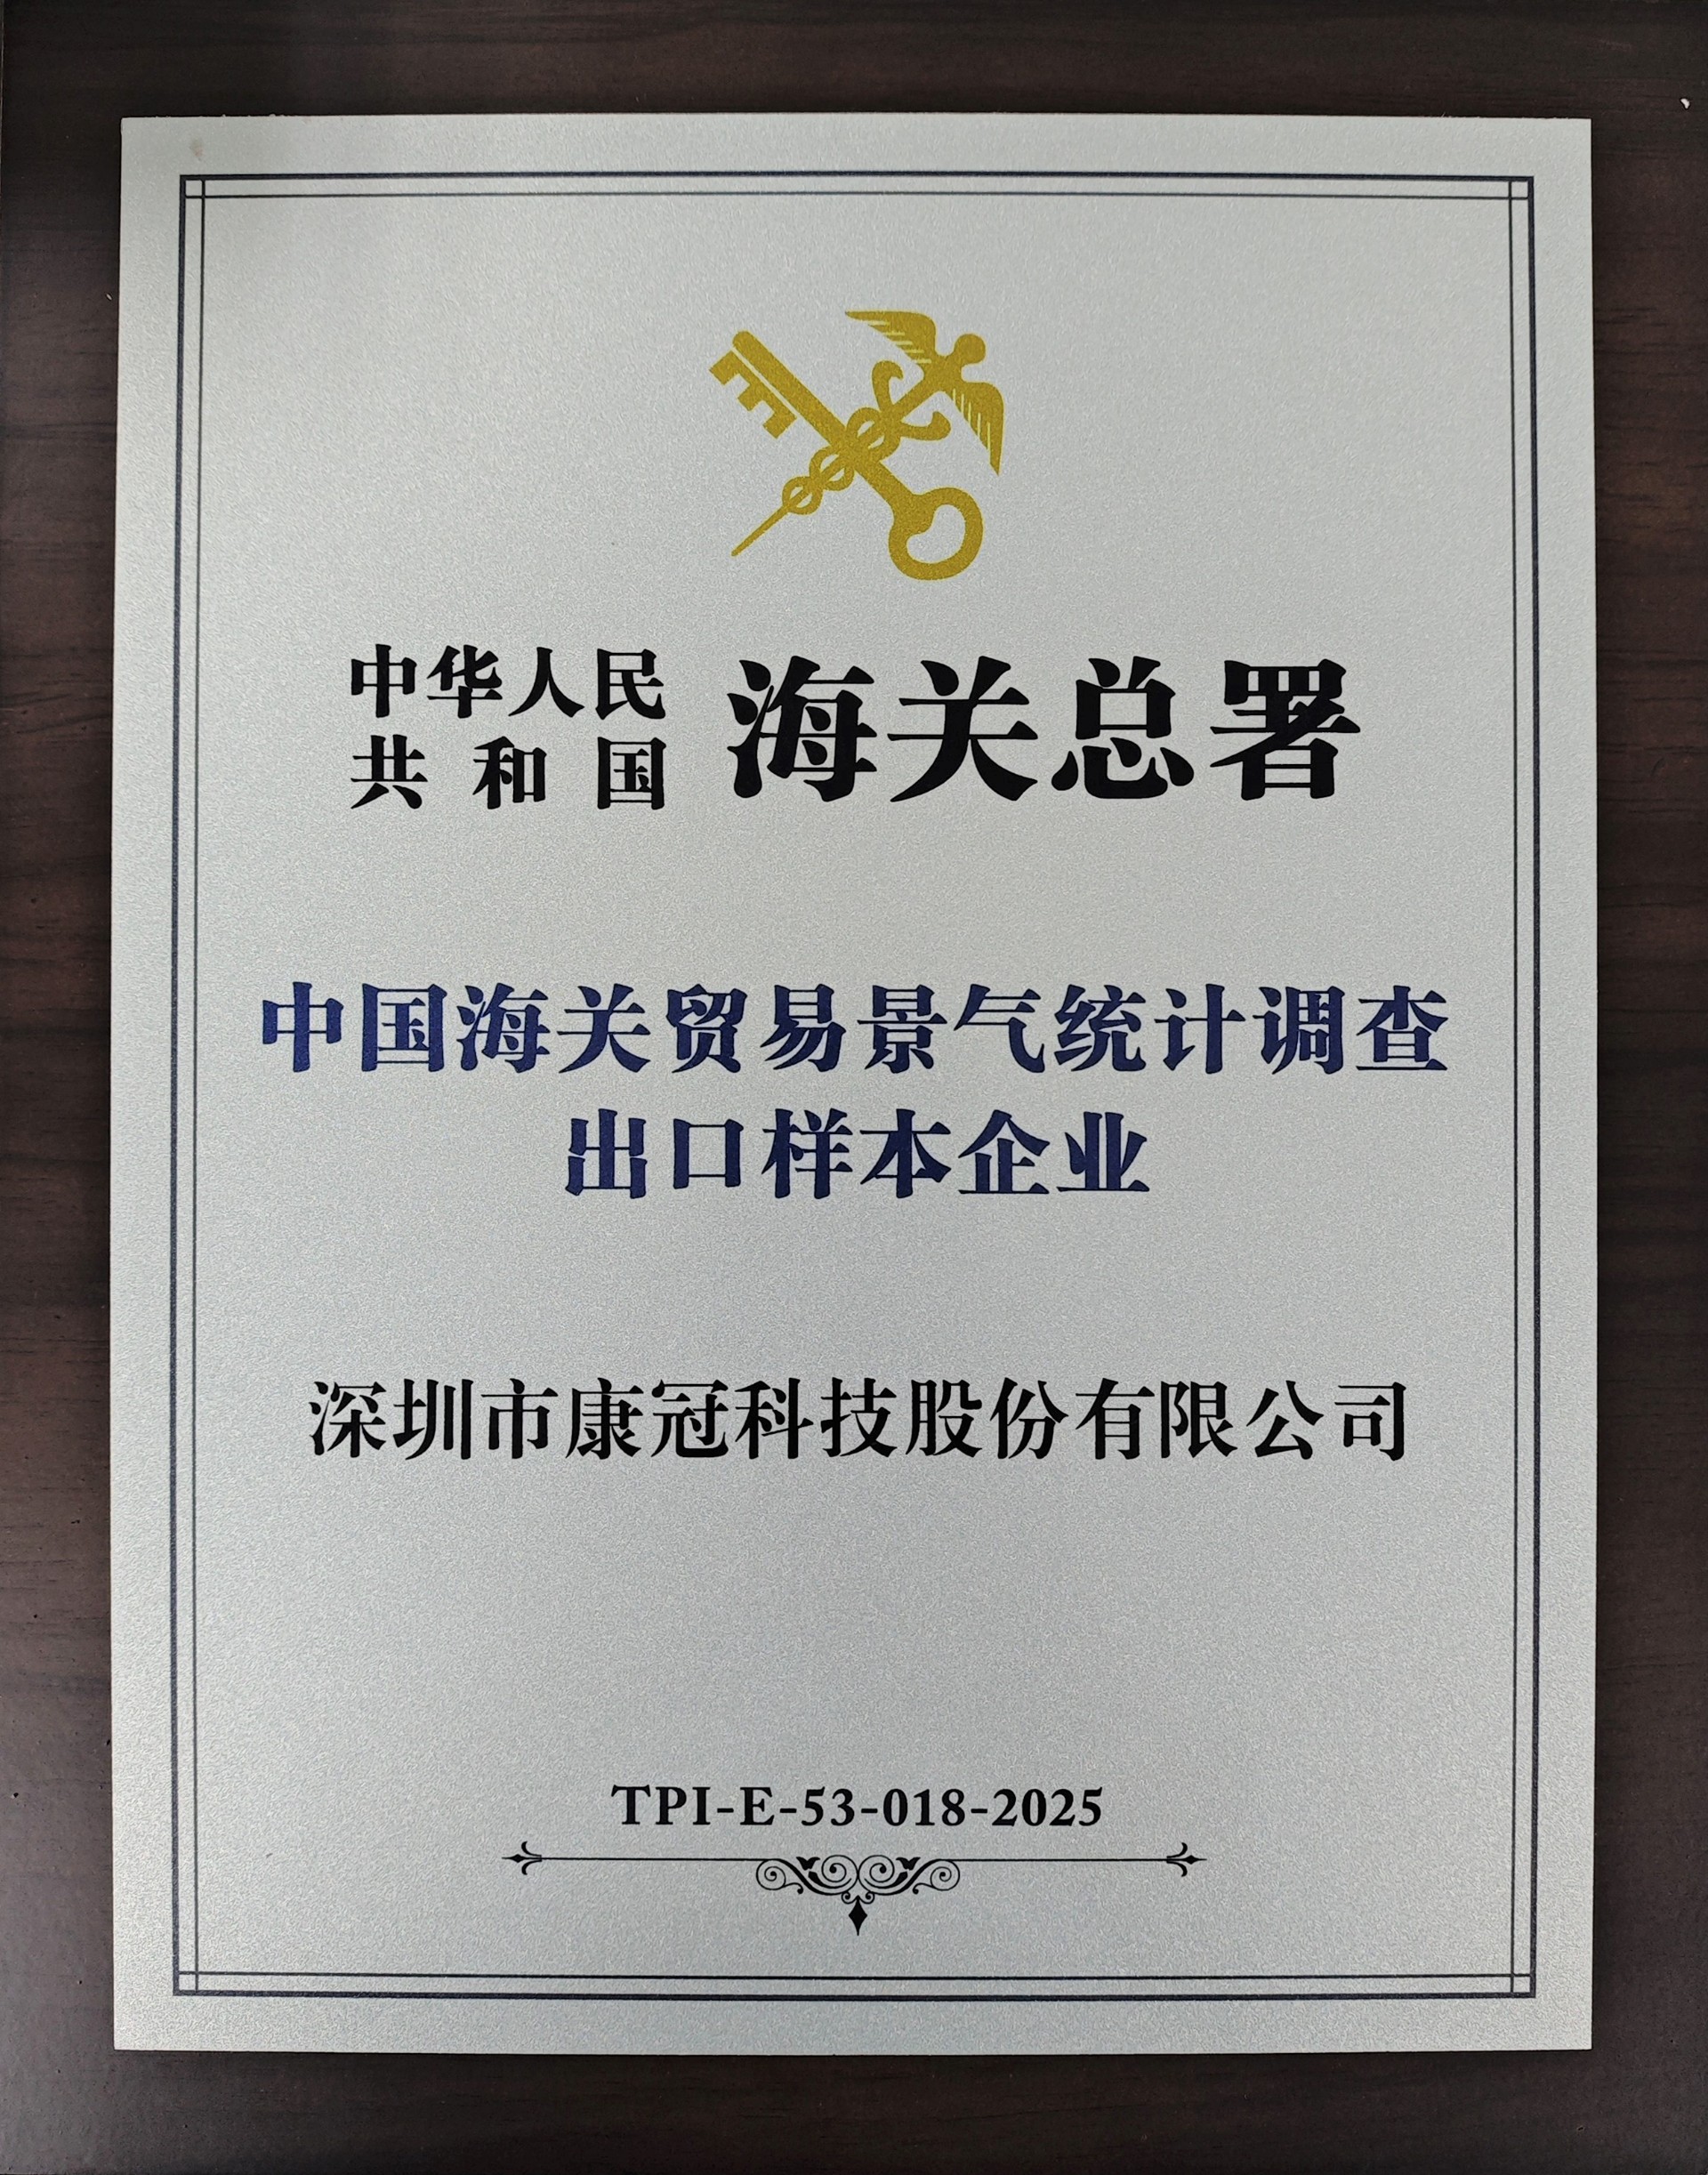 中华人民
共和国
海关总署
中国海关贸易景气统计调查
出口样本企业
深圳市康冠科技股份有限公司
TPI-E-53-018-2025